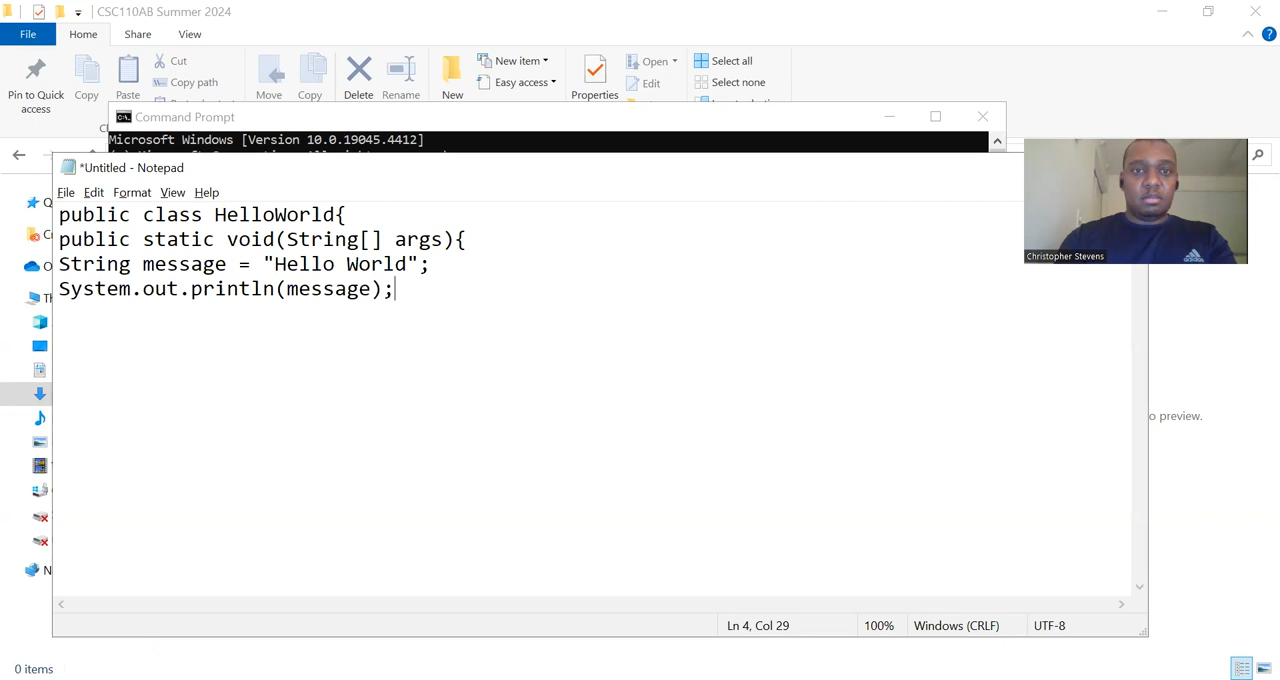 CSC110AB Summer 2024
File Home Share View
Pin to Quick access
Copy
Paste
Cut
Copy path
Move
Copy
Delete
Rename
New
New item
Easy access
Properties
Open
Edit
Select all
Select none
Command Prompt
Microsoft Windows [Version 10.0.19045.4412]
*Untitled - Notepad
File Edit Format View Help
public class HelloWorld{
public static void(String[] args){
String message = "Hello World";
System.out.println(message);
Christopher Stevens
o preview.
Ln 4, Col 29 100% Windows (CRLF) UTF-8
0 items